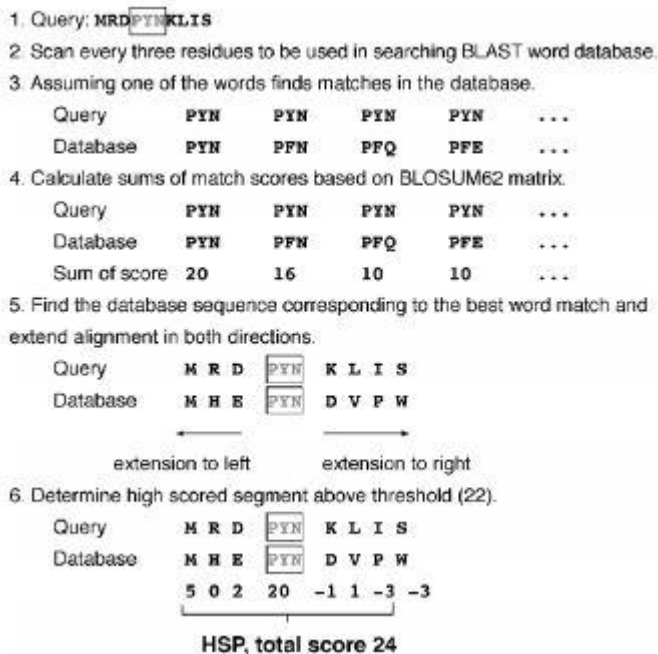 1. Query: MRDPYNKLIS
2. Scan every three residues to be used in searching BLAST word database.
3. Assuming one of the words finds matches in the database.
Query PYN PYN PYN PYN ...
Database PYN PFN PFQ PFE ...
4. Calculate sums of match scores based on BLOSUM62 matrix.
Query PYN PYN PYN PYN ...
Database PYN PFN PFQ PFE ...
Sum of score 20 16 10 10 ...
5. Find the database sequence corresponding to the best word match and
extend alignment in both directions.
Query M R D PYN K L I S
Database M H E PYN D V P W
extension to left extension to right
6. Determine high scored segment above threshold (22).
Query M R D PYN K L I S
Database M H E PYN D V P W
5 0 2 20 -1 1 -3 -3
HSP, total score 24